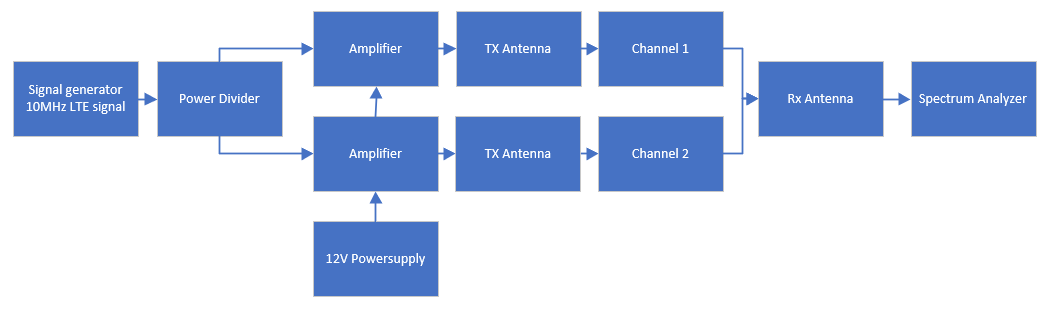 Amplifier
TX Antenna
Channel 1
Signal generator
10MHz LTE signal
Power Divider
Rx Antenna
Spectrum Analyzer
Amplifier
TX Antenna
Channel 2
12V Powersupply